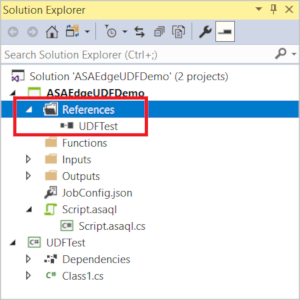 Solution Explorer
Search Solution Explorer (Ctrl+;)
Solution 'ASAEdgeUDFDemo' (2 projects)
ASAEdgeUDFDemo
References
UDFTest
Functions
Inputs
Outputs
JobConfig.json
Script.asaql
C# Script.asaql.cs
C# UDFTest
Dependencies
C# Class1.cs